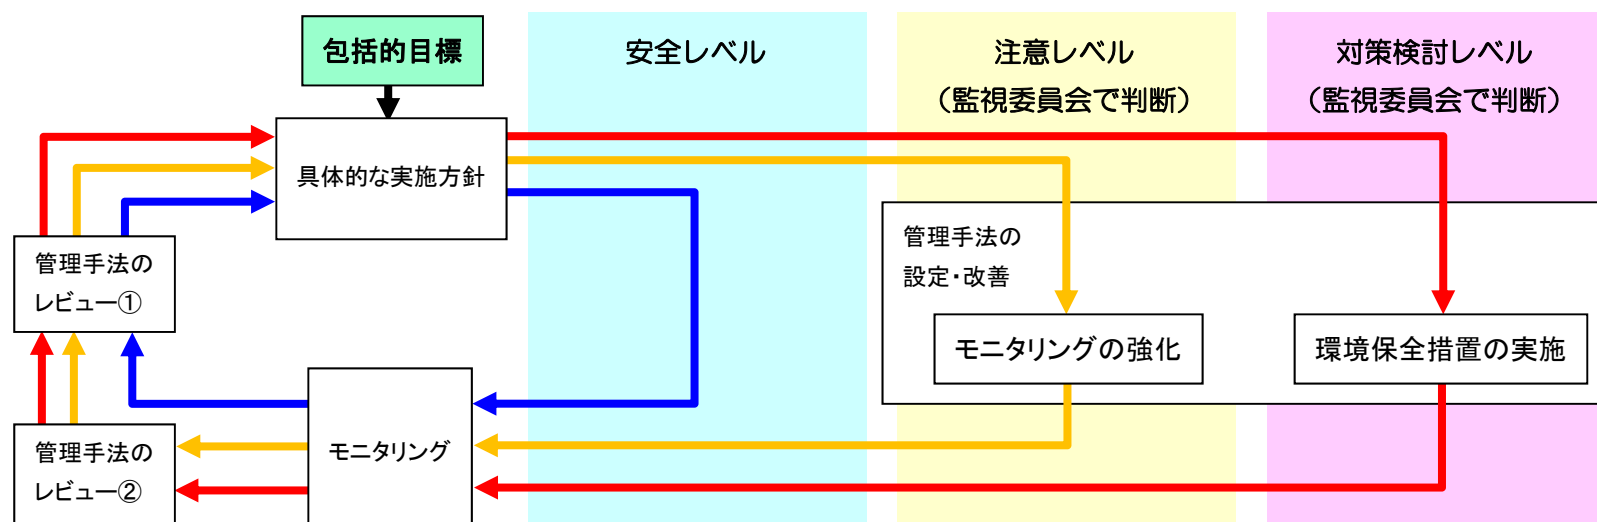 包括的目標
安全レベル
注意レベル
（監視委員会で判断）
対策検討レベル
（監視委員会で判断）
具体的な実施方針
管理手法の
設定・改善
管理手法の
レビュー①
モニタリングの強化
環境保全措置の実施
モニタリング
管理手法の
レビュー②